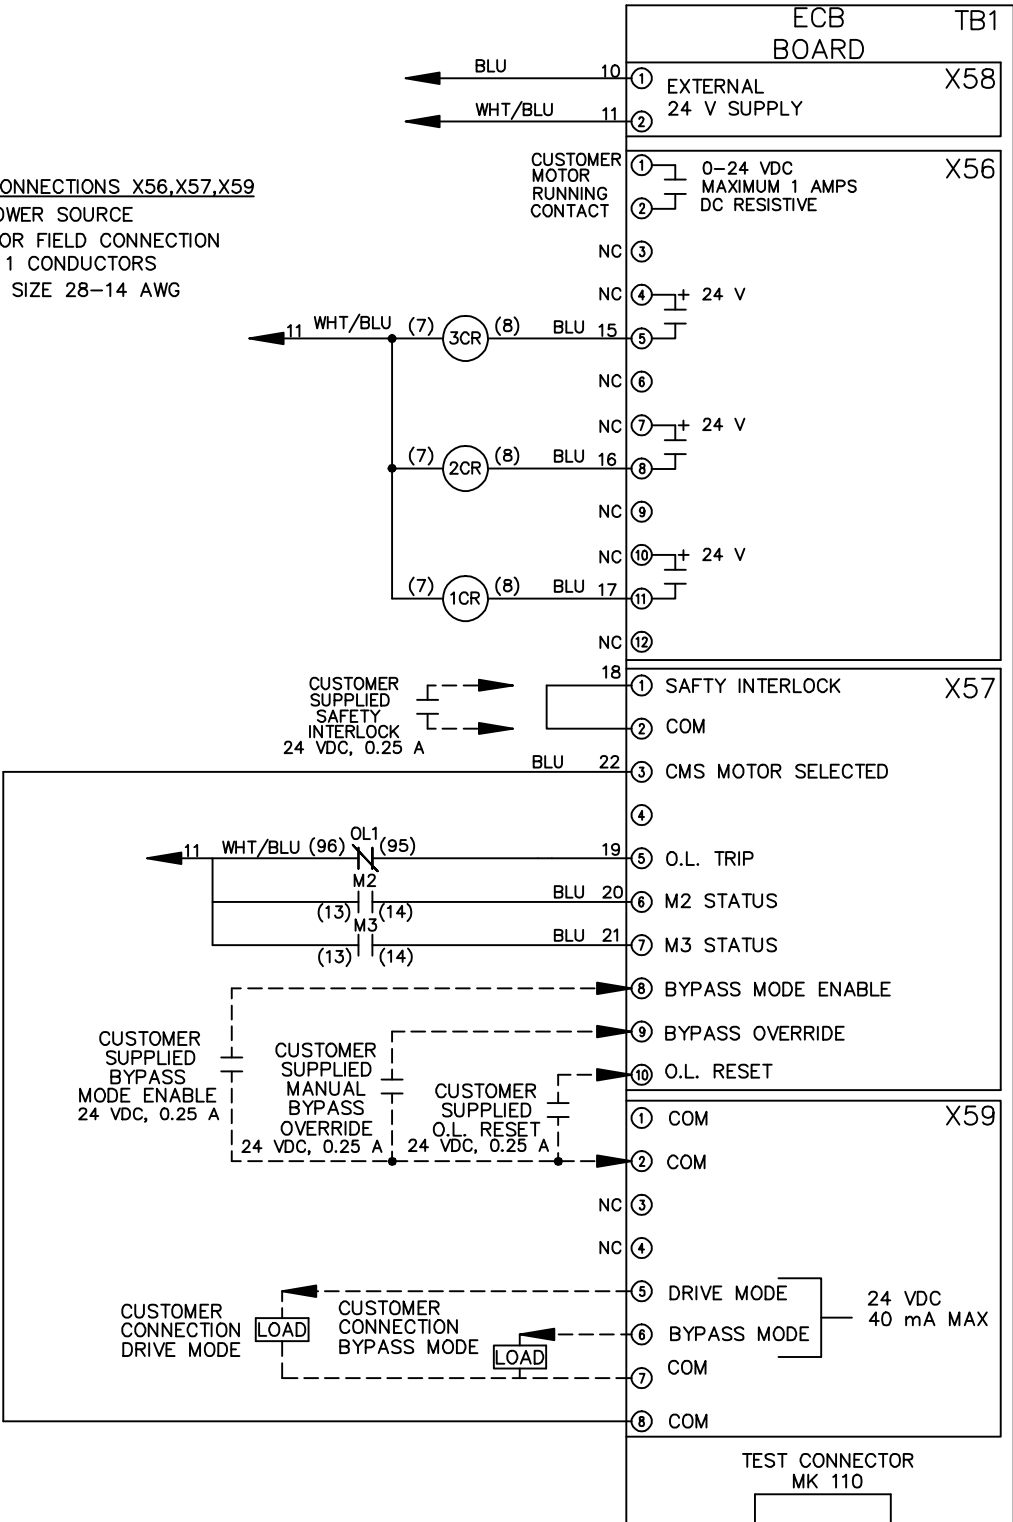 ECB
BOARD
TB1
X58
BLU 10 1 EXTERNAL
24 V SUPPLY
WHT/BLU 11 2
X56
CUSTOMER
MOTOR
RUNNING
CONTACT
1
2
0-24 VDC
MAXIMUM 1 AMPS
DC RESISTIVE
ONNECTIONS X56,X57,X59
OWER SOURCE
OR FIELD CONNECTION
1 CONDUCTORS
SIZE 28-14 AWG
NC 3
NC 4 + 24 V
11 WHT/BLU (7) 3CR (8) BLU 15 5
NC 6
NC 7 + 24 V
(7) 2CR (8) BLU 16 8
NC 9
NC 10 + 24 V
(7) 1CR (8) BLU 17 11
NC 12
X57
18 1 SAFTY INTERLOCK
CUSTOMER
SUPPLIED
SAFETY
INTERLOCK
24 VDC, 0.25 A
2 COM
BLU 22 3 CMS MOTOR SELECTED
4
11 WHT/BLU (96) OL1 (95) 19 5 O.L. TRIP
M2
(13) (14) BLU 20 6 M2 STATUS
M3
(13) (14) BLU 21 7 M3 STATUS
8 BYPASS MODE ENABLE
9 BYPASS OVERRIDE
10 O.L. RESET
CUSTOMER
SUPPLIED
BYPASS
MODE ENABLE
24 VDC, 0.25 A
CUSTOMER
SUPPLIED
MANUAL
BYPASS
OVERRIDE
24 VDC, 0.25 A
CUSTOMER
SUPPLIED
O.L. RESET
24 VDC, 0.25 A
X59
1 COM
2 COM
NC 3
NC 4
5 DRIVE MODE
6 BYPASS MODE
24 VDC
40 mA MAX
CUSTOMER
CONNECTION
DRIVE MODE
LOAD
CUSTOMER
CONNECTION
BYPASS MODE
LOAD
7 COM
8 COM
TEST CONNECTOR
MK 110